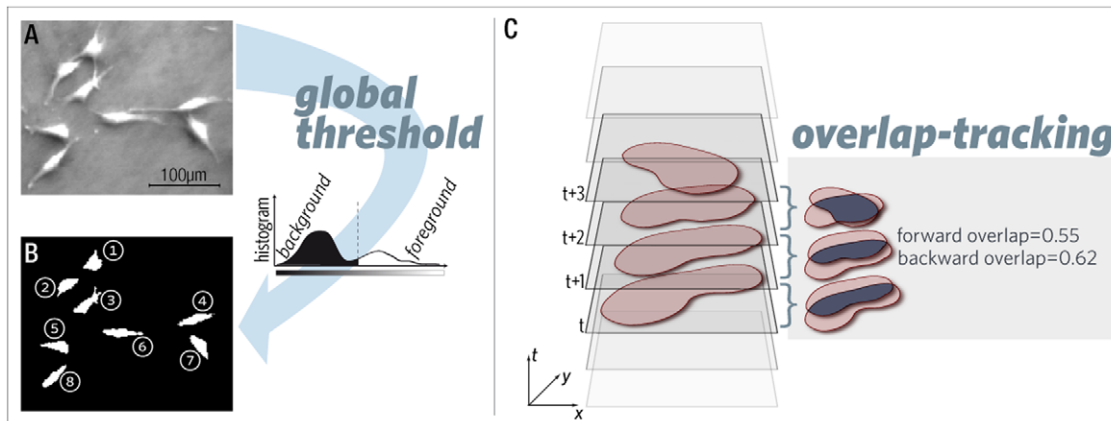 A
100µm
global
threshold
histogram
background
foreground
B
1
2
3
4
5
6
7
8
C
overlap-tracking
t+3
t+2
t+1
t
forward overlap=0.55
backward overlap=0.62
t
y
x